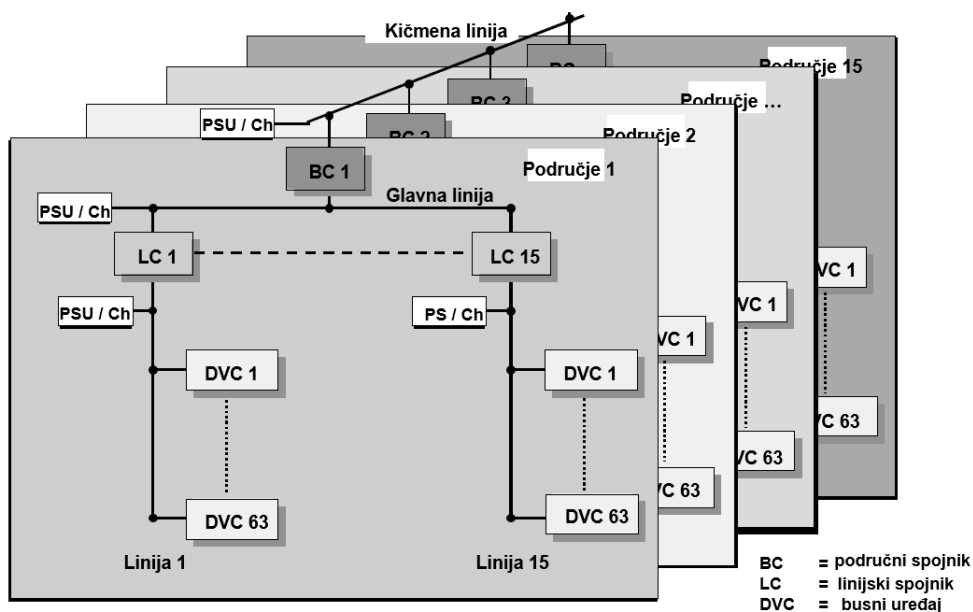 Kičmena linija
Područje 15
BC 3
Područje ...
PSU / Ch
BC 2
Područje 2
BC 1
Područje 1
PSU / Ch
Glavna linija
LC 1
LC 15
VC 1
VC 1
PSU / Ch
PS / Ch
VC 1
DVC 1
DVC 1
VC 63
VC 63
VC 63
DVC 63
DVC 63
Linija 1
Linija 15
BC = područni spojnik
LC = linijski spojnik
DVC = busni uređaj